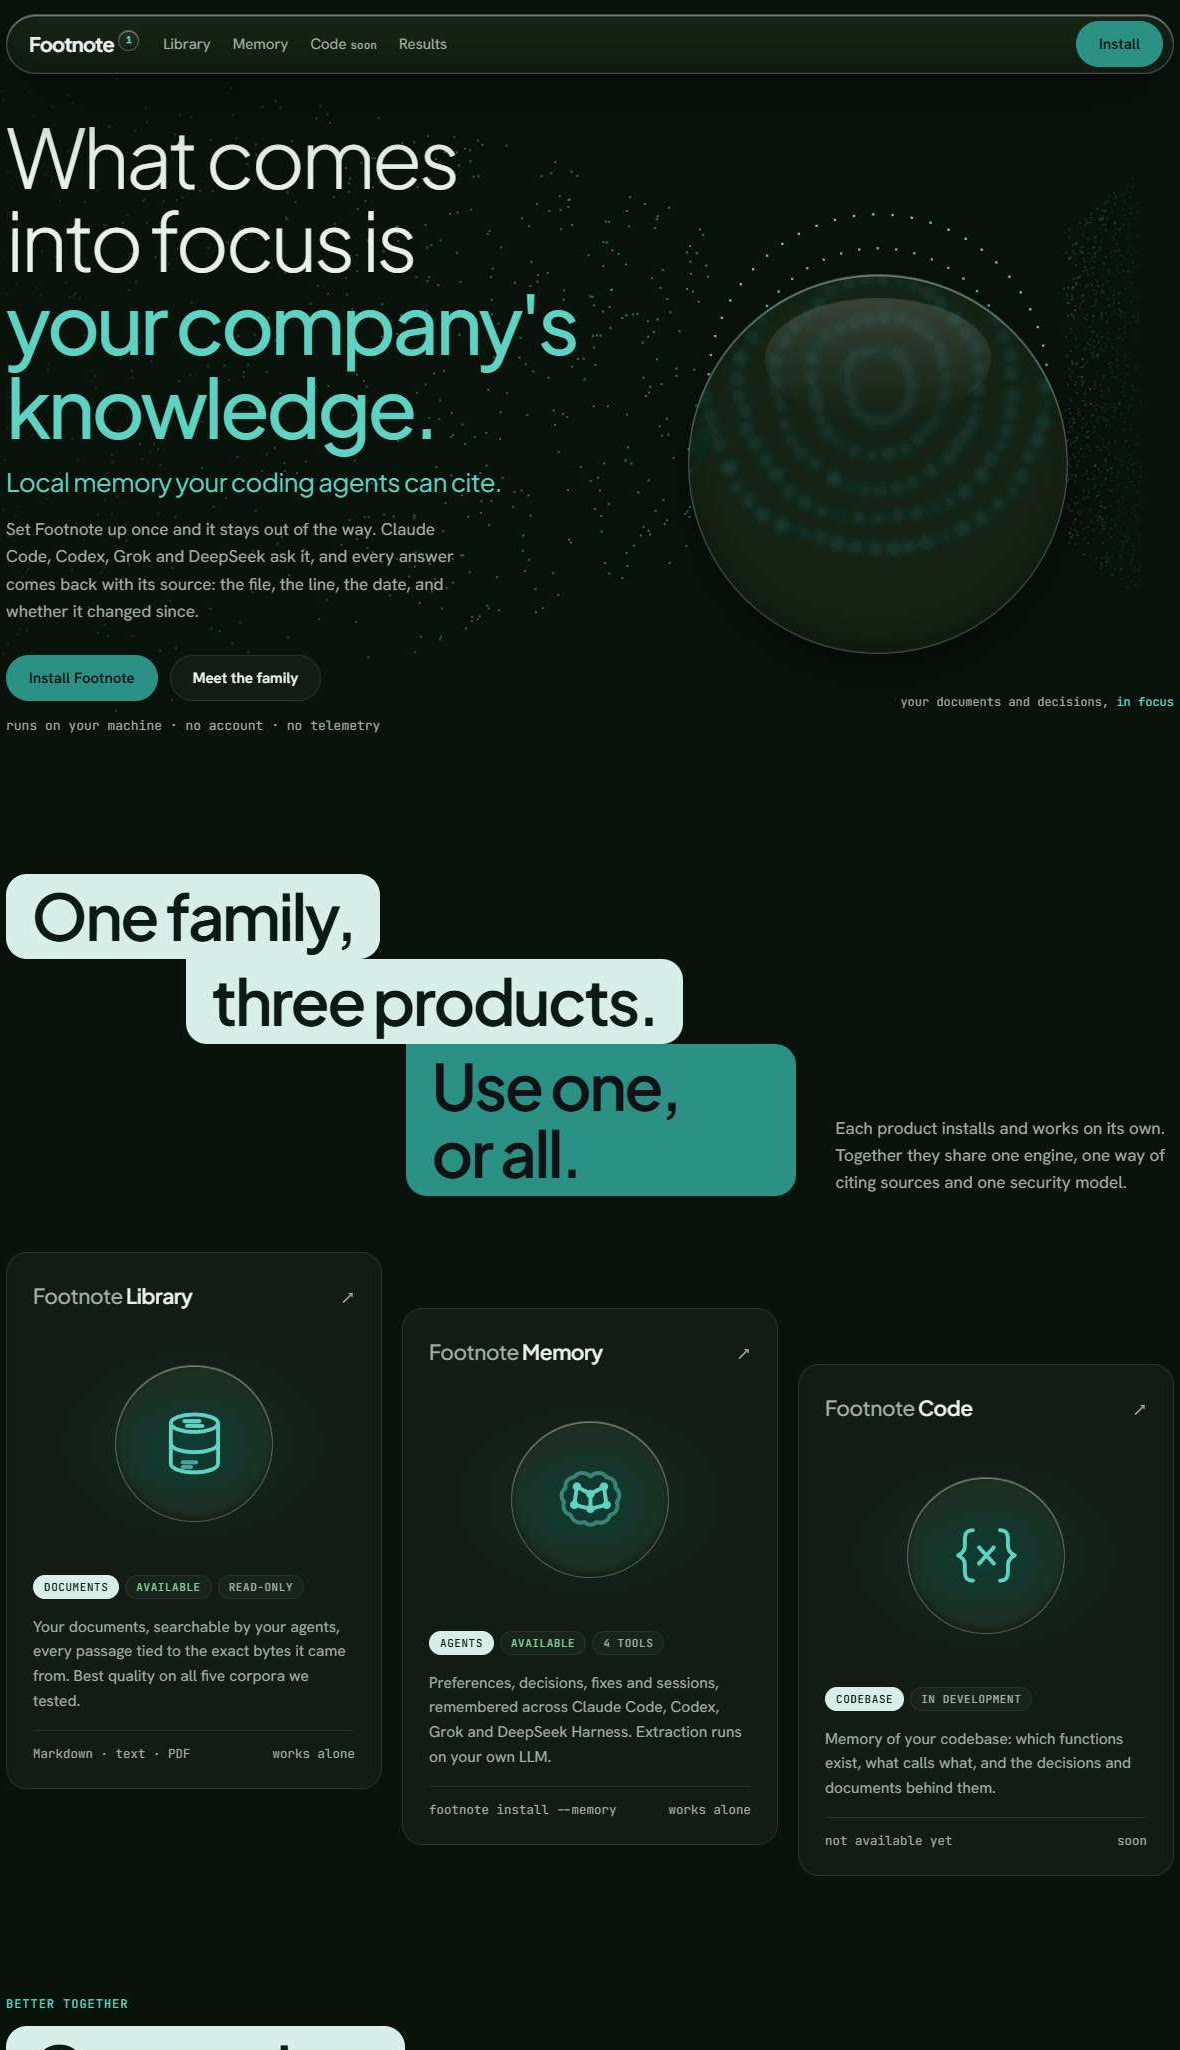 Footnote 1 Library Memory Code soon Results Install
What comes
into focus is
your company's
knowledge.
Local memory your coding agents can cite.
Set Footnote up once and it stays out of the way. Claude
Code, Codex, Grok and DeepSeek ask it, and every answer
comes back with its source: the file, the line, the date, and
whether it changed since.
Install Footnote Meet the family
runs on your machine · no account · no telemetry
your documents and decisions, in focus
One family,
three products.
Use one,
or all.
Each product installs and works on its own.
Together they share one engine, one way of
citing sources and one security model.
Footnote Library ↗
DOCUMENTS AVAILABLE READ-ONLY
Your documents, searchable by your agents,
every passage tied to the exact bytes it came
from. Best quality on all five corpora we
tested.
Markdown · text · PDF works alone
Footnote Memory ↗
AGENTS AVAILABLE 4 TOOLS
Preferences, decisions, fixes and sessions,
remembered across Claude Code, Codex,
Grok and DeepSeek Harness. Extraction runs
on your own LLM.
footnote install --memory works alone
Footnote Code ↗
CODEBASE IN DEVELOPMENT
Memory of your codebase: which functions
exist, what calls what, and the decisions and
documents behind them.
not available yet soon
BETTER TOGETHER